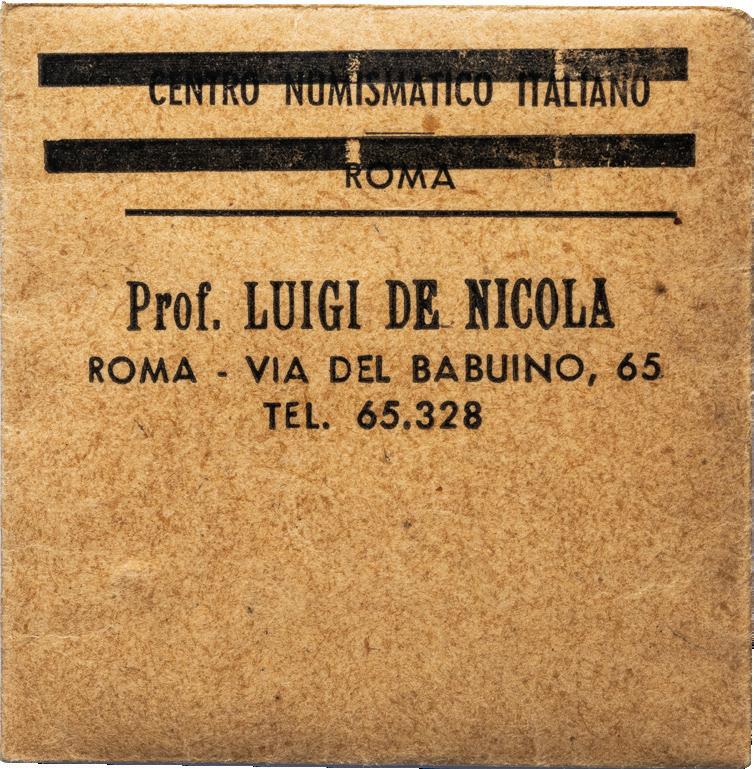 CENTRO NUMISMATICO ITALIANO
ROMA
Prof. LUIGI DE NICOLA
ROMA - VIA DEL BABUINO, 65
TEL. 65.328